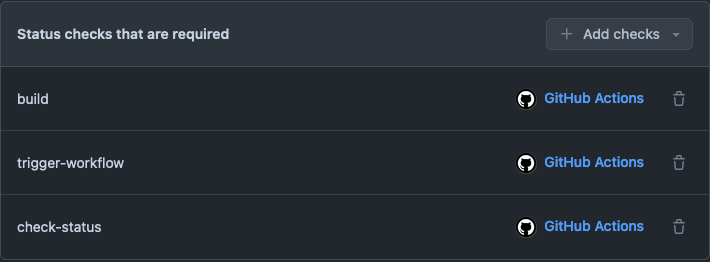 Status checks that are required
Add checks
build
GitHub Actions
trigger-workflow
GitHub Actions
check-status
GitHub Actions